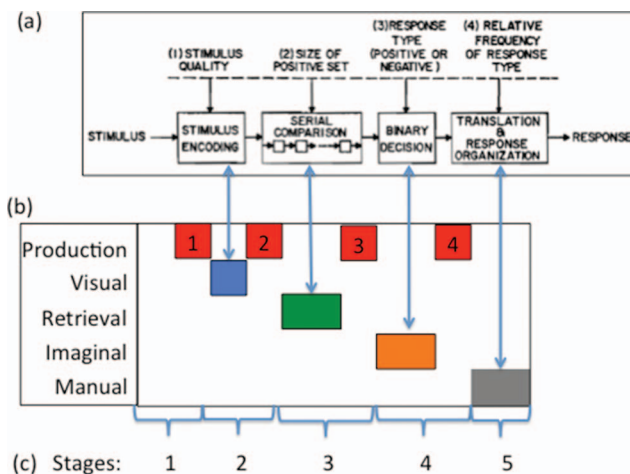 (a)
(1) STIMULUS
QUALITY
(2) SIZE OF
POSITIVE SET
(3) RESPONSE
TYPE
(POSITIVE OR
NEGATIVE)
(4) RELATIVE
FREQUENCY
OF RESPONSE
TYPE
STIMULUS
STIMULUS
ENCODING
SERIAL
COMPARISON
BINARY
DECISION
TRANSLATION
&
RESPONSE
ORGANIZATION
RESPONSE
(b)
Production 1 2 3 4
Visual
Retrieval
Imaginal
Manual
(c) Stages: 1 2 3 4 5